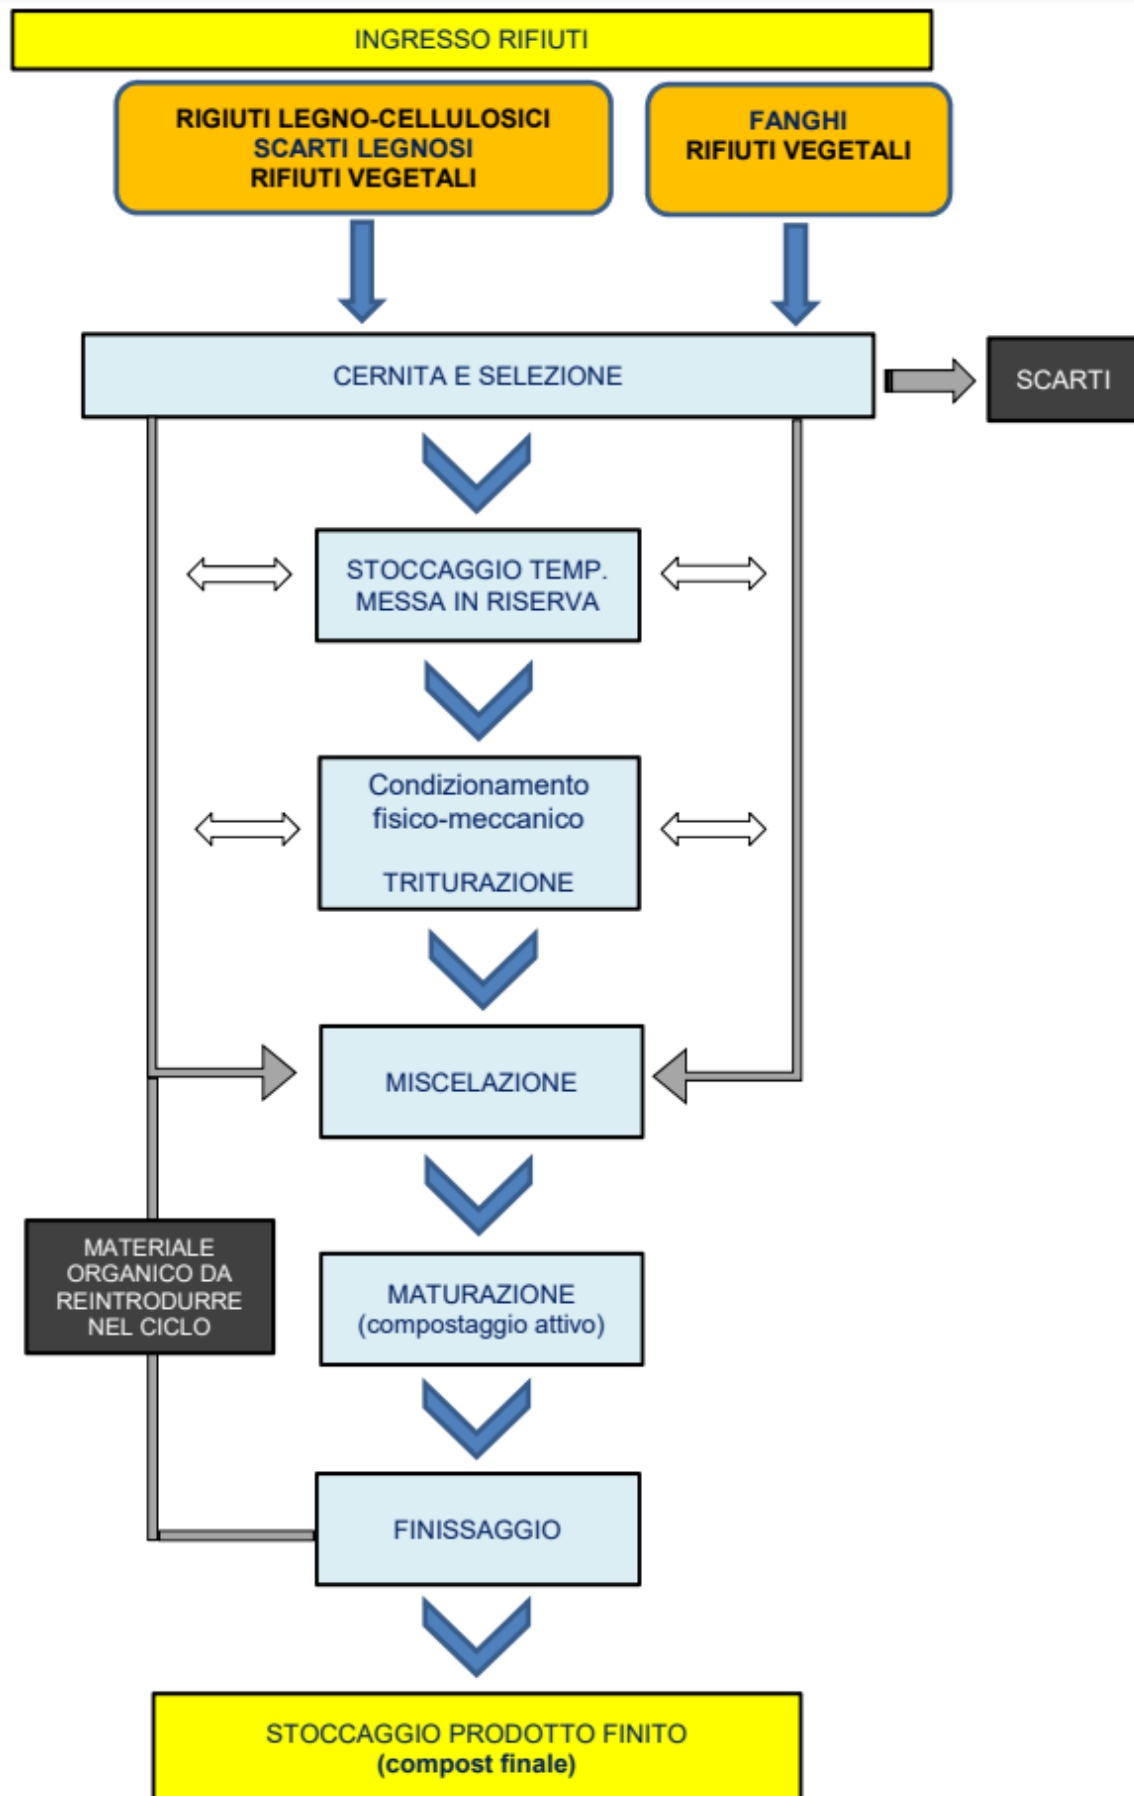 INGRESSO RIFIUTI
RIGIUTI LEGNO-CELLULOSICI
SCARTI LEGNOSI
RIFIUTI VEGETALI
FANGHI
RIFIUTI VEGETALI
CERNITA E SELEZIONE
SCARTI
STOCCAGGIO TEMP.
MESSA IN RISERVA
Condizionamento
fisico-meccanico
TRITURAZIONE
MISCELAZIONE
MATERIALE
ORGANICO DA
REINTRODURRE
NEL CICLO
MATURAZIONE
(compostaggio attivo)
FINISSAGGIO
STOCCAGGIO PRODOTTO FINITO
(compost finale)